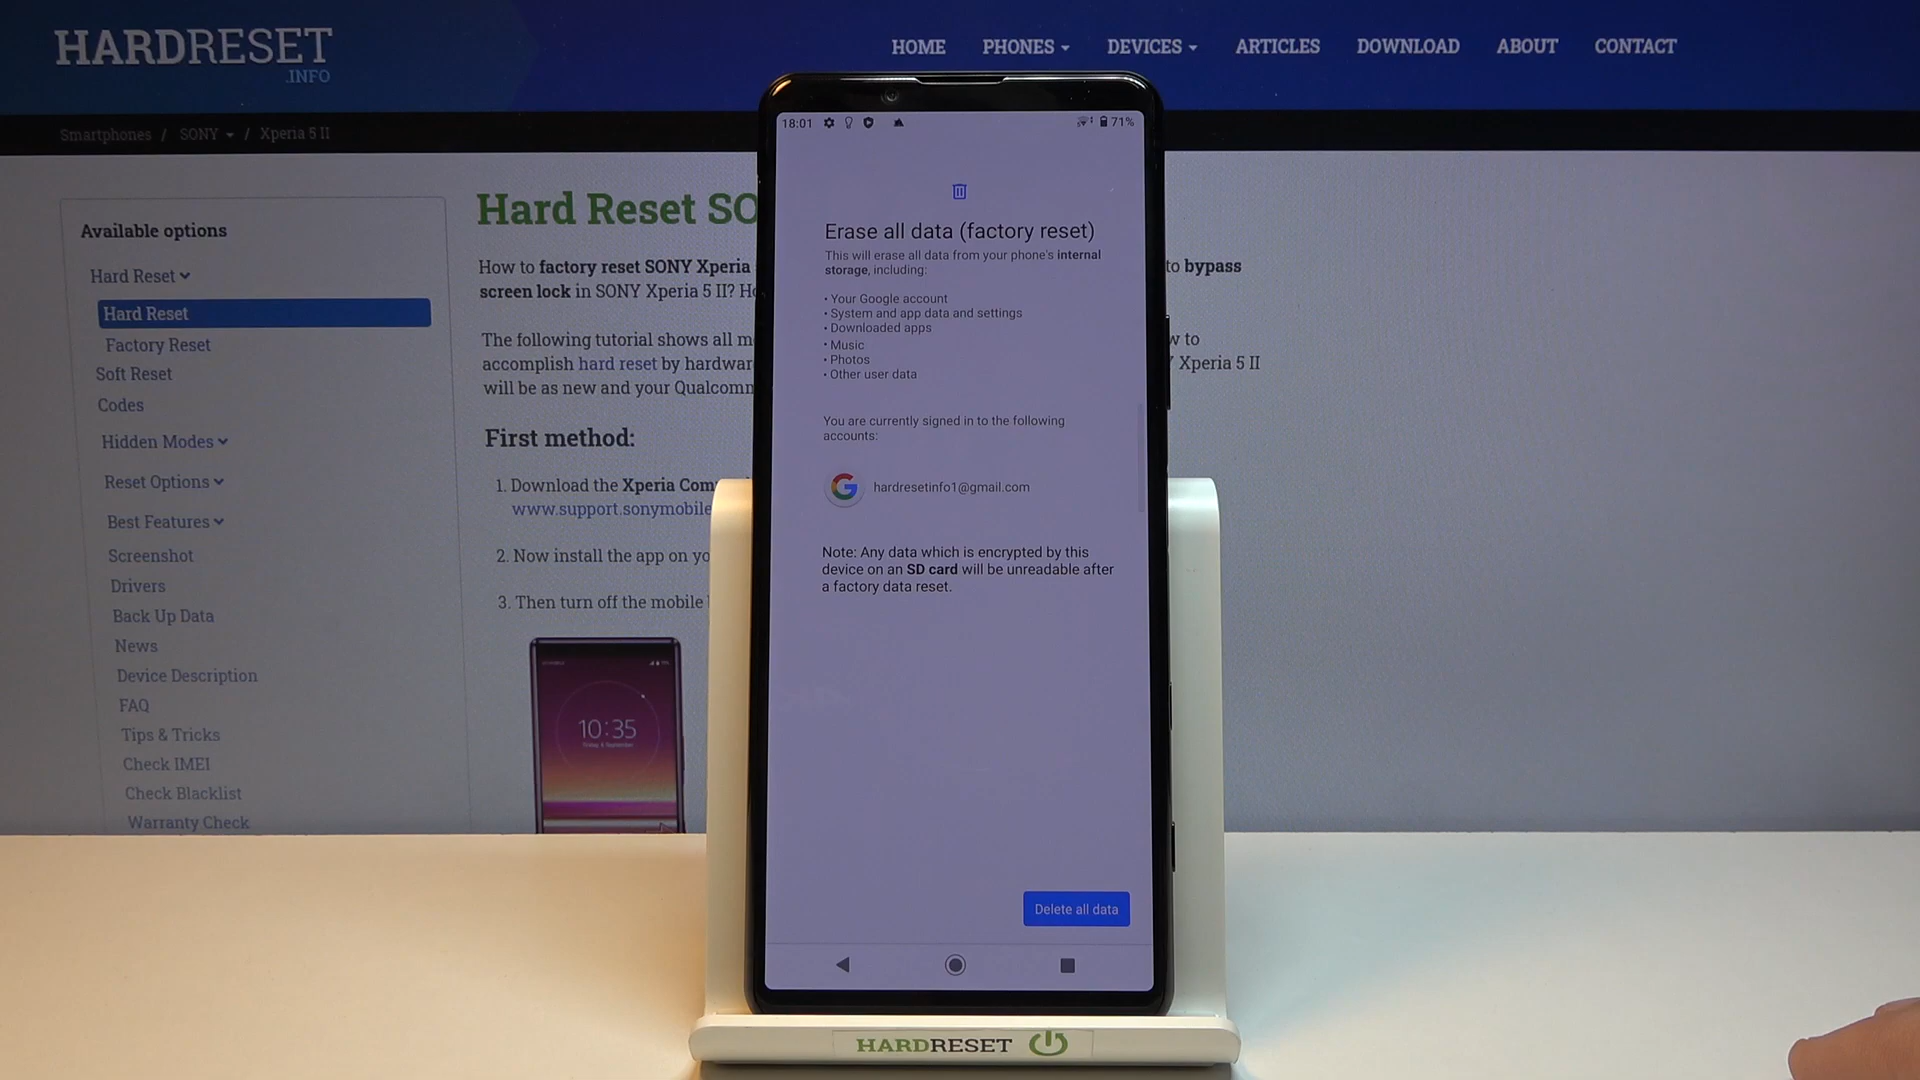 HARDRESET
.INFO
HOME PHONES DEVICES ARTICLES DOWNLOAD ABOUT CONTACT
Smartphones / SONY / Xperia 5 II
Available options
Hard Reset
Hard Reset
Factory Reset
Soft Reset
Codes
Hidden Modes
Reset Options
Best Features
Screenshot
Drivers
Back Up Data
News
Device Description
FAQ
Tips & Tricks
Check IMEI
Check Blacklist
Warranty Check
Hard Reset SO
How to factory reset SONY Xperia
to bypass
screen lock in SONY Xperia 5 II? Ho
The following tutorial shows all m
w to
accomplish hard reset by hardwar
Xperia 5 II
will be as new and your Qualcomm
First method:
1. Download the Xperia Com
www.support.sonymobile
2. Now install the app on yo
3. Then turn off the mobile
10:35
18:01 71%
Erase all data (factory reset)
This will erase all data from your phone's internal
storage, including:
• Your Google account
• System and app data and settings
• Downloaded apps
• Music
• Photos
• Other user data
You are currently signed in to the following
accounts:
hardresetinfo1@gmail.com
Note: Any data which is encrypted by this
device on an SD card will be unreadable after
a factory data reset.
Delete all data
HARDRESET